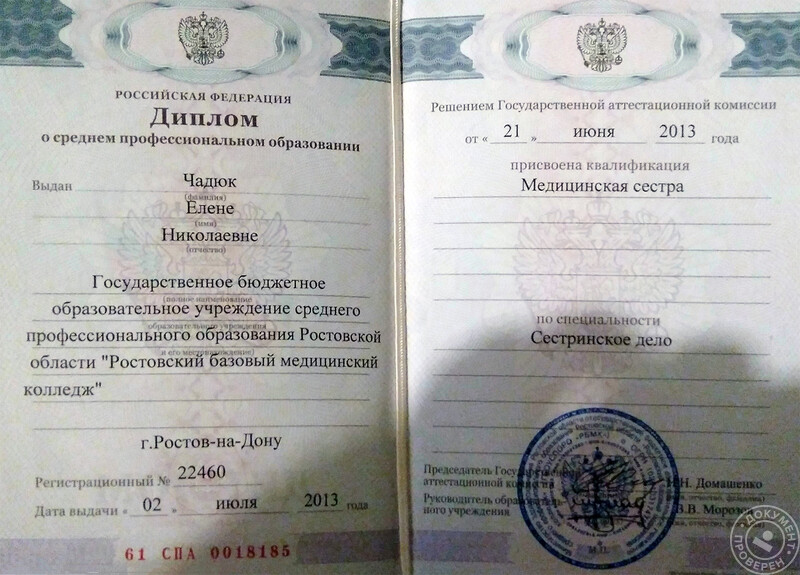 РОССИЙСКАЯ ФЕДЕРАЦИЯ
Диплом
о среднем профессиональном образовании
Выдан Чадюк
(фамилия)
Елене
(имя)
Николаевне
(отчество)
Государственное бюджетное
(полное наименование
образовательное учреждение среднего
образовательного учреждения
профессионального образования Ростовской
и его местонахождение)
области "Ростовский базовый медицинский
колледж"
г.Ростов-на-Дону
Регистрационный № 22460
Дата выдачи « 02 » июля 2013 года
61 СПА 0018185
Решением Государственной аттестационной комиссии
от « 21 » июня 2013 года
присвоена квалификация
Медицинская сестра
по специальности
Сестринское дело
Председатель
аттестационной комиссии Н. Домашенко
Руководитель
ного учреждения В.В.
М.П.
ДОКУМЕНТ
ПРОВЕРЕН